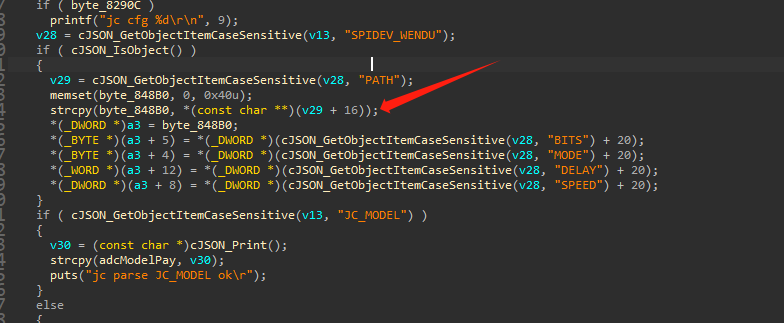 if ( byte_8290C )
printf("jc cfg %d\r\n", 9);
v28 = cJSON_GetObjectItemCaseSensitive(v13, "SPIDEV_WENDU");
if ( cJSON_IsObject() )
{
v29 = cJSON_GetObjectItemCaseSensitive(v28, "PATH");
memset(byte_848B0, 0, 0x40u);
strcpy(byte_848B0, *(const char **)(v29 + 16));
*(_DWORD *)a3 = byte_848B0;
*(_BYTE *)(a3 + 5) = *(_DWORD *)(cJSON_GetObjectItemCaseSensitive(v28, "BITS") + 20);
*(_BYTE *)(a3 + 4) = *(_DWORD *)(cJSON_GetObjectItemCaseSensitive(v28, "MODE") + 20);
*(_WORD *)(a3 + 12) = *(_DWORD *)(cJSON_GetObjectItemCaseSensitive(v28, "DELAY") + 20);
*(_DWORD *)(a3 + 8) = *(_DWORD *)(cJSON_GetObjectItemCaseSensitive(v28, "SPEED") + 20);
}
if ( cJSON_GetObjectItemCaseSensitive(v13, "JC_MODEL") )
{
v30 = (const char *)cJSON_Print();
strcpy(adcModelPay, v30);
puts("jc parse JC_MODEL ok\r");
}
else
{